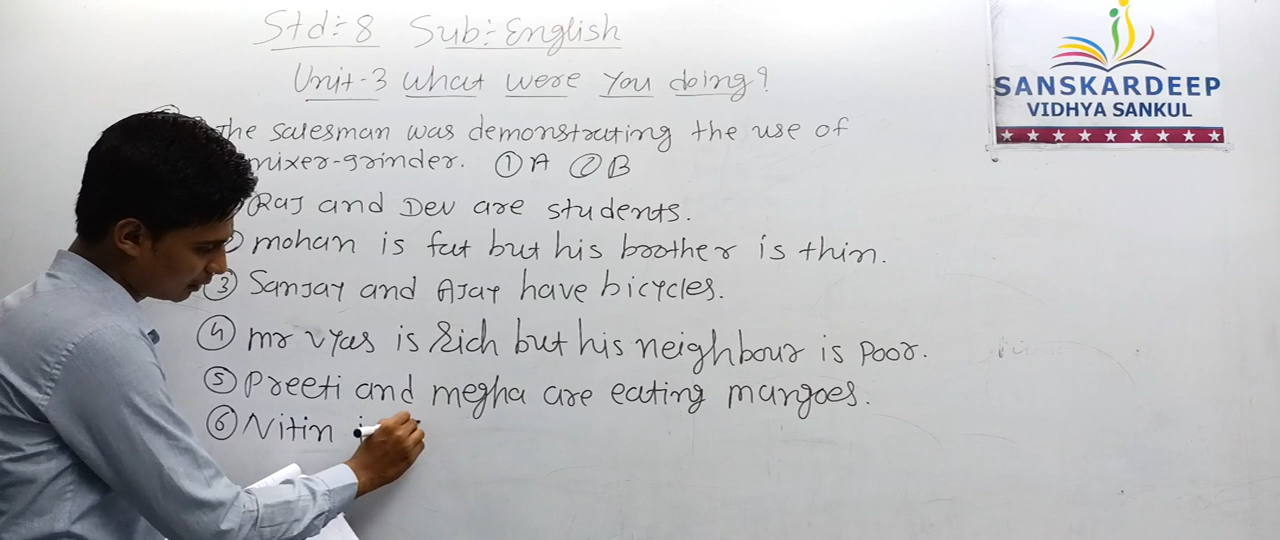 Std:-8 Sub:-English
Unit-3 What were You doing?
The salesman was demonstrating the use of
mixer-grinder. ① A ② B
Raj and Dev are students.
mohan is fat but his brother is thin.
③ Sanjay and Ajay have bicycles.
④ mr vyas is rich but his neighbour is poor.
⑤ Preeti and megha are eating mangoes.
⑥ Nitin
SANSKARDEEP
VIDHYA SANKUL